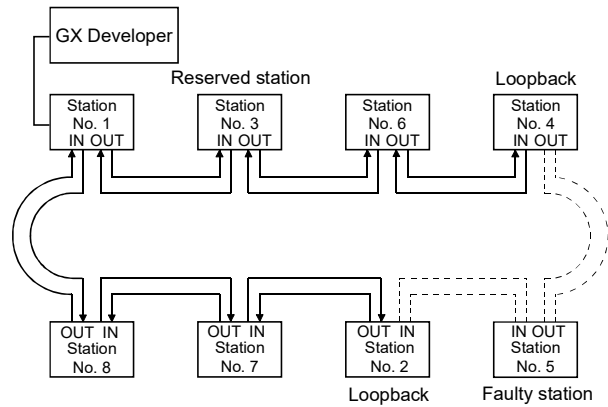 GX Developer
Reserved station
Loopback
Station
No. 1
IN OUT
Station
No. 3
IN OUT
Station
No. 6
IN OUT
Station
No. 4
IN OUT
OUT IN
Station
No. 8
OUT IN
Station
No. 7
OUT IN
Station
No. 2
IN OUT
Station
No. 5
Loopback
Faulty station